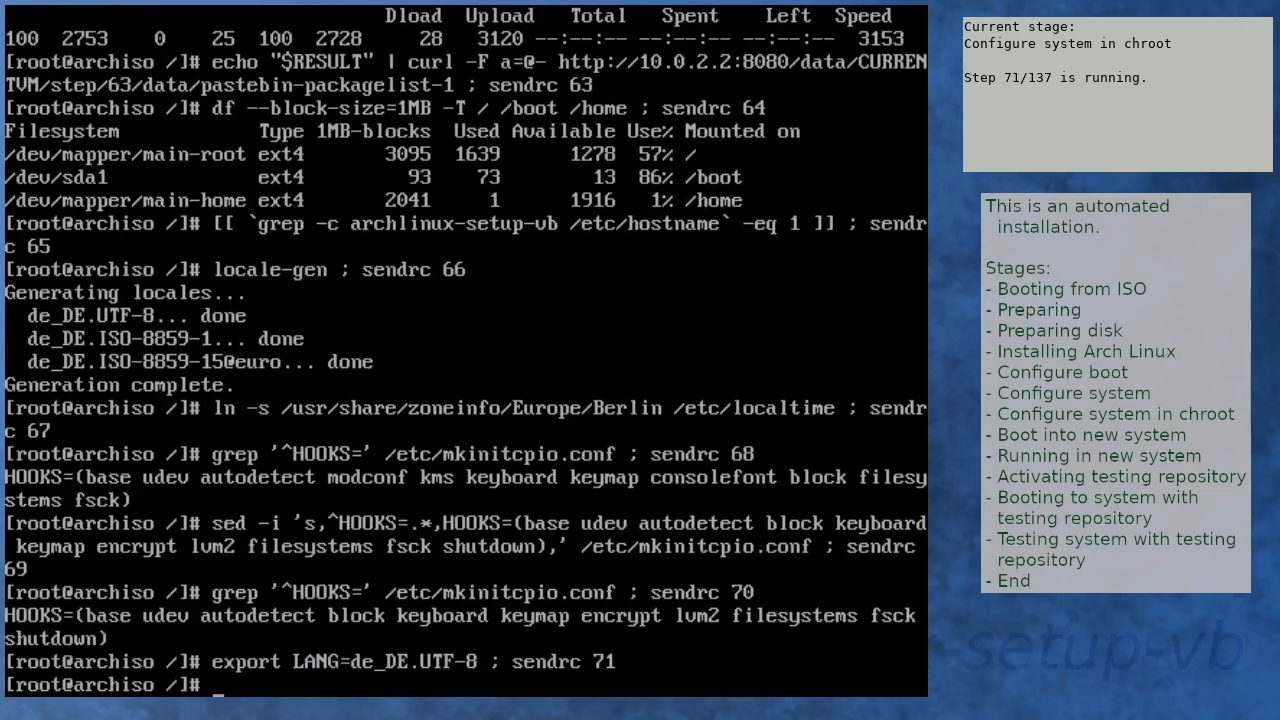 Dload  Upload   Total   Spent    Left  Speed
100  2753    0    25  100  2728     28   3120 --:--:-- --:--:-- --:--:--  3153
[root@archiso /]# echo "$RESULT" | curl -F a=@- http://10.0.2.2:8080/data/CURREN
TVM/step/63/data/pastebin-packagelist-1 ; sendrc 63
[root@archiso /]# df --block-size=1MB -T / /boot /home ; sendrc 64
Filesystem            Type 1MB-blocks  Used Available Use% Mounted on
/dev/mapper/main-root ext4       3095  1639      1278  57% /
/dev/sda1             ext4         93    73        13  86% /boot
/dev/mapper/main-home ext4       2041     1      1916   1% /home
[root@archiso /]# [[ `grep -c archlinux-setup-vb /etc/hostname` -eq 1 ]] ; sendr
c 65
[root@archiso /]# locale-gen ; sendrc 66
Generating locales...
  de_DE.UTF-8... done
  de_DE.ISO-8859-1... done
  de_DE.ISO-8859-15@euro... done
Generation complete.
[root@archiso /]# ln -s /usr/share/zoneinfo/Europe/Berlin /etc/localtime ; sendr
c 67
[root@archiso /]# grep '^HOOKS=' /etc/mkinitcpio.conf ; sendrc 68
HOOKS=(base udev autodetect modconf kms keyboard keymap consolefont block filesy
stems fsck)
[root@archiso /]# sed -i 's,^HOOKS=.*,HOOKS=(base udev autodetect block keyboard
 keymap encrypt lvm2 filesystems fsck shutdown),' /etc/mkinitcpio.conf ; sendrc
69
[root@archiso /]# grep '^HOOKS=' /etc/mkinitcpio.conf ; sendrc 70
HOOKS=(base udev autodetect block keyboard keymap encrypt lvm2 filesystems fsck
shutdown)
[root@archiso /]# export LANG=de_DE.UTF-8 ; sendrc 71
[root@archiso /]# _
Current stage:
Configure system in chroot
Step 71/137 is running.
This is an automated
installation.
Stages:
- Booting from ISO
- Preparing
- Preparing disk
- Installing Arch Linux
- Configure boot
- Configure system
- Configure system in chroot
- Boot into new system
- Running in new system
- Activating testing repository
- Booting to system with
testing repository
- Testing system with testing
repository
- End
-setup-vb